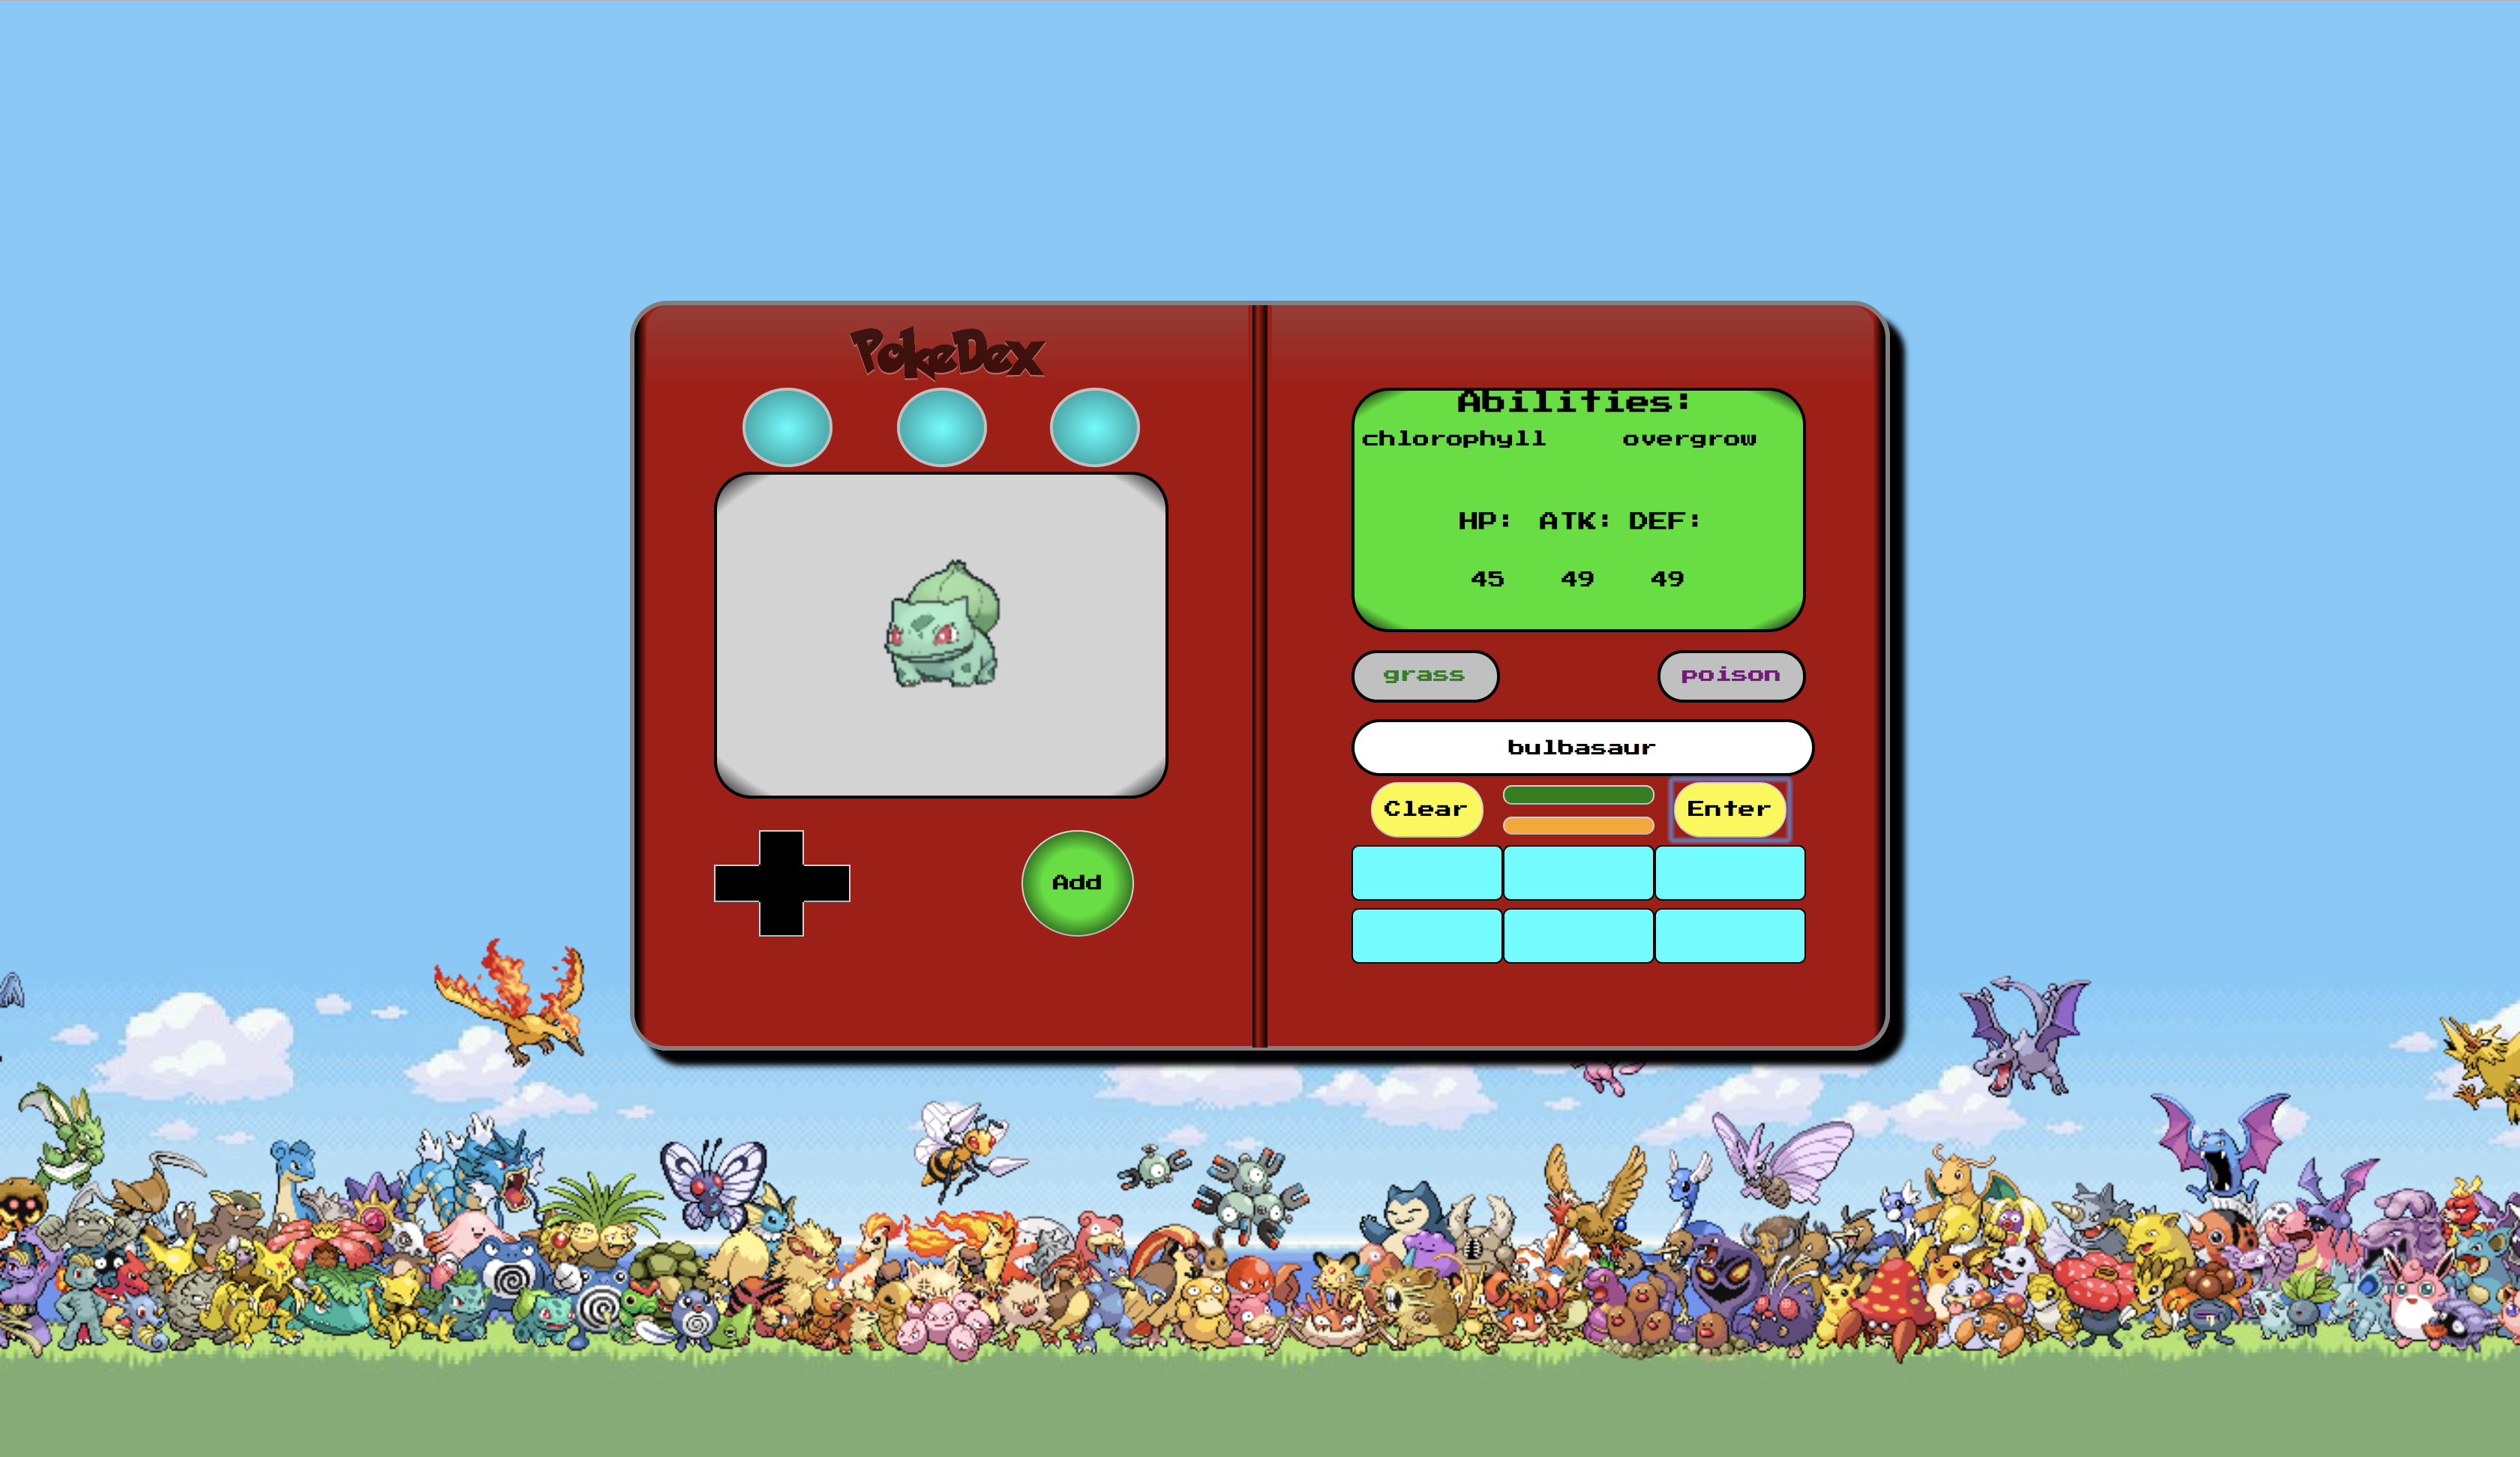 PokeDex
Abilities:
chlorophyll overgrow
HP: ATK: DEF:
45 49 49
grass poison
bulbasaur
Clear Enter
Add